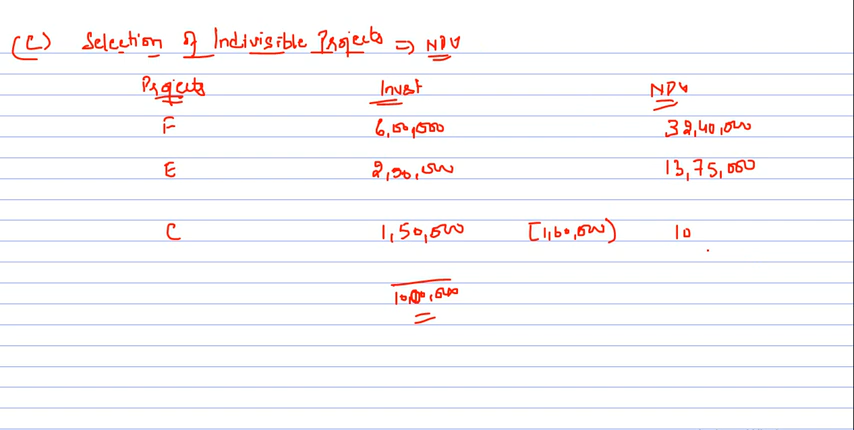 (C) Selection of Indivisible Projects ⇒ NPV
Projects Invest NPV
F 6,00,000 32,40,000
E 2,50,000 13,75,000
C 1,50,000 [1,60,000) 10
10,00,000